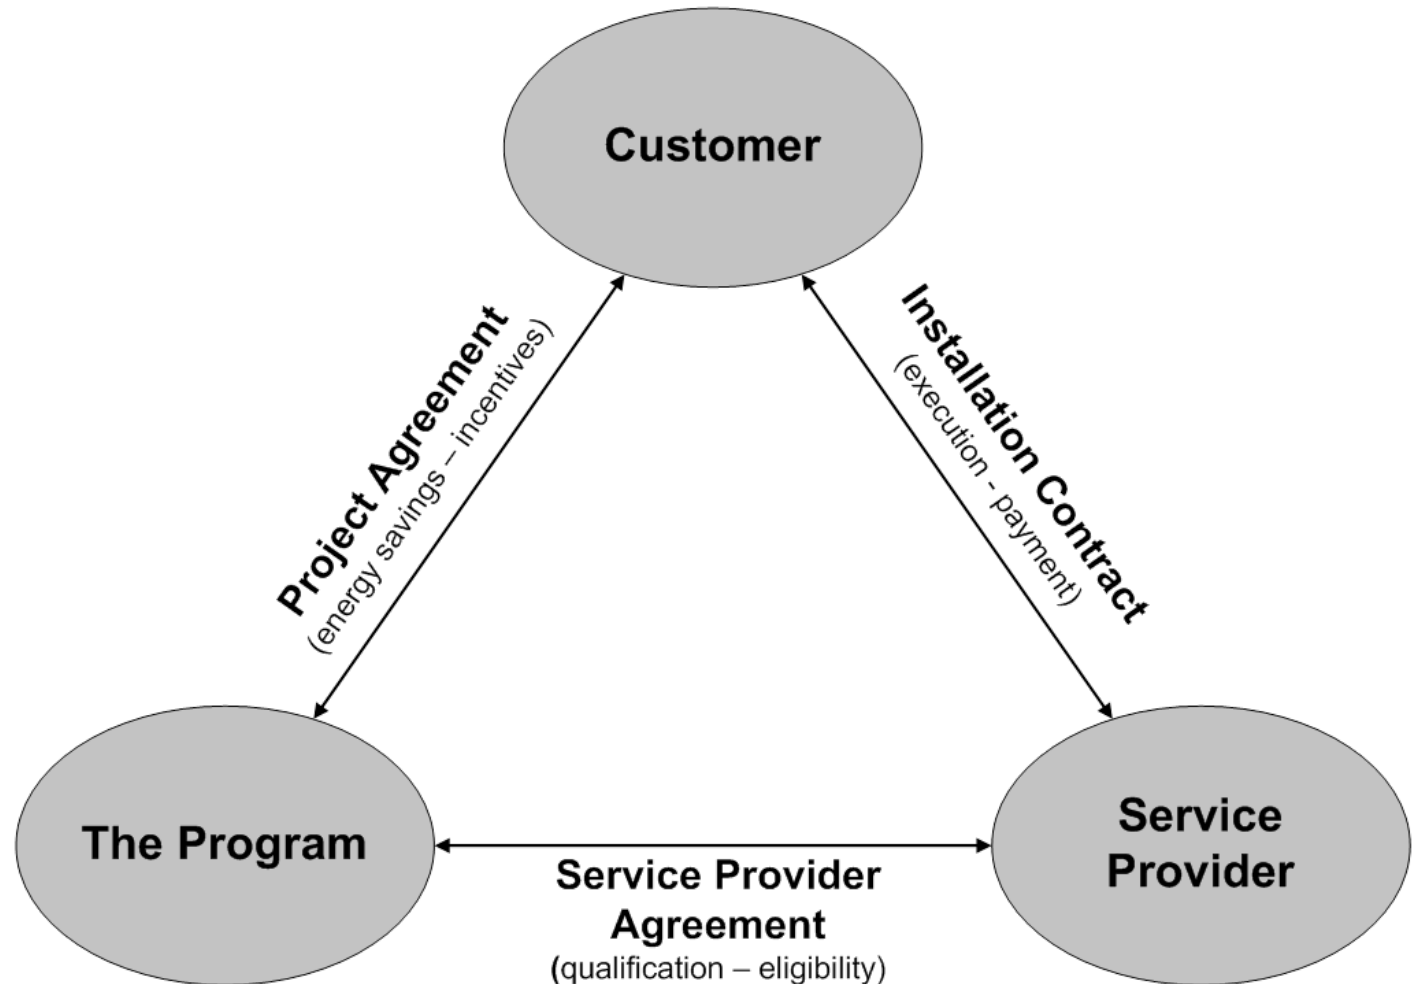 Customer
Project Agreement
(energy savings – incentives)
Installation Contract
(execution - payment)
The Program
Service
Provider
Service Provider
Agreement
(qualification – eligibility)